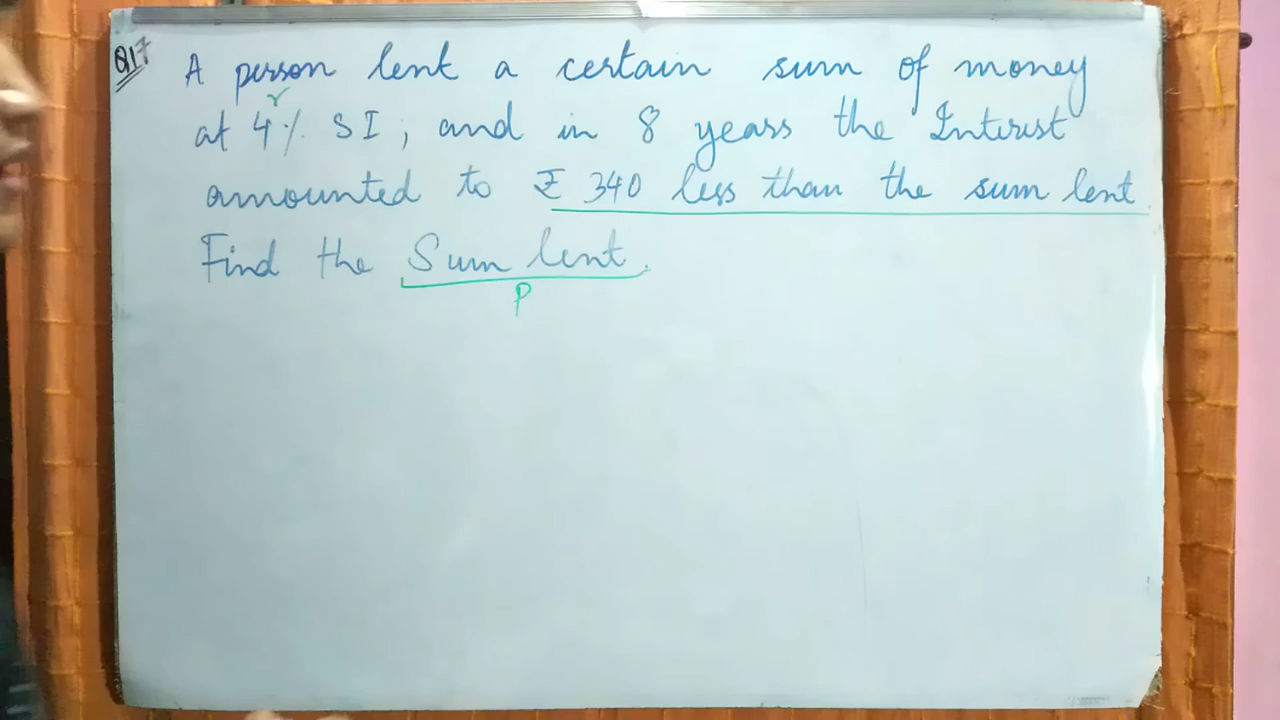 Q17 A person lent a certain sum of money
r
at 4% SI, and in 8 years the Interest
amounted to ₹ 340 less than the sum lent.
Find the Sum lent.
P